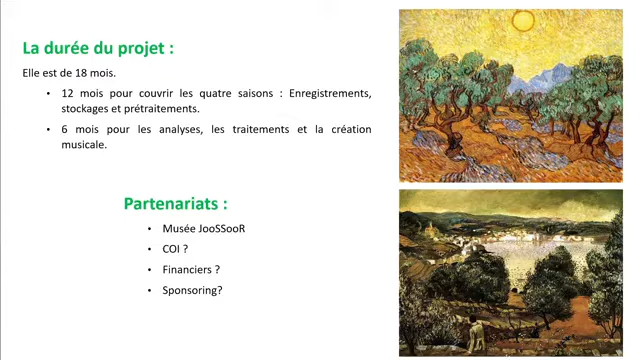 La durée du projet :
Elle est de 18 mois.
• 12 mois pour couvrir les quatre saisons : Enregistrements,
stockages et prétraitements.
• 6 mois pour les analyses, les traitements et la création
musicale.
Partenariats :
• Musée JooSSooR
• COI ?
• Financiers ?
• Sponsoring?